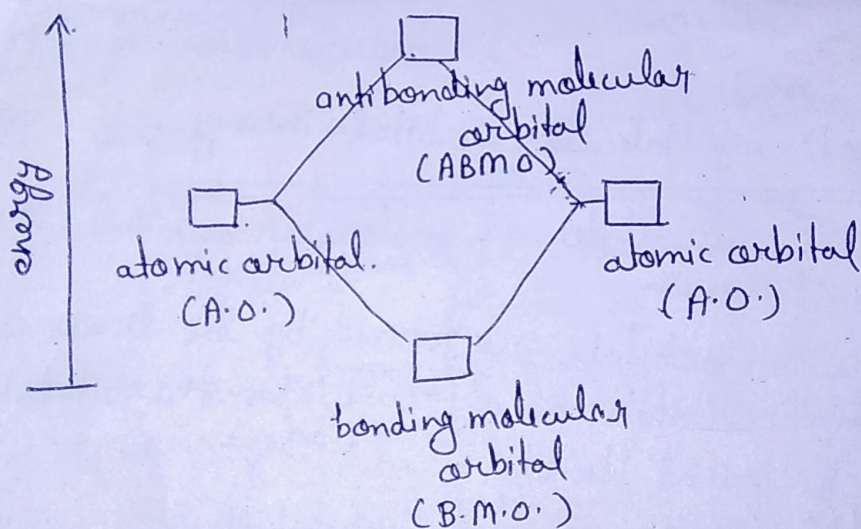 antibonding molecular
orbital
(ABMO)
energy
atomic orbital.
(A.O.)
atomic orbital
(A.O.)
bonding molecular
orbital
(B.M.O.)